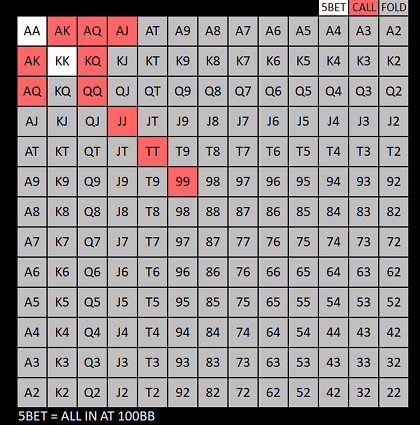 5BET CALL FOLD
AA AK AQ AJ AT A9 A8 A7 A6 A5 A4 A3 A2
AK KK KQ KJ KT K9 K8 K7 K6 K5 K4 K3 K2
AQ KQ QQ QJ QT Q9 Q8 Q7 Q6 Q5 Q4 Q3 Q2
AJ KJ QJ JJ JT J9 J8 J7 J6 J5 J4 J3 J2
AT KT QT JT TT T9 T8 T7 T6 T5 T4 T3 T2
A9 K9 Q9 J9 T9 99 98 97 96 95 94 93 92
A8 K8 Q8 J8 T8 98 88 87 86 85 84 83 82
A7 K7 Q7 J7 T7 97 87 77 76 75 74 73 72
A6 K6 Q6 J6 T6 96 86 76 66 65 64 63 62
A5 K5 Q5 J5 T5 95 85 75 65 55 54 53 52
A4 K4 Q4 J4 T4 94 84 74 64 54 44 43 42
A3 K3 Q3 J3 T3 93 83 73 63 53 43 33 32
A2 K2 Q2 J2 T2 92 82 72 62 52 42 32 22
5BET = ALL IN AT 100BB